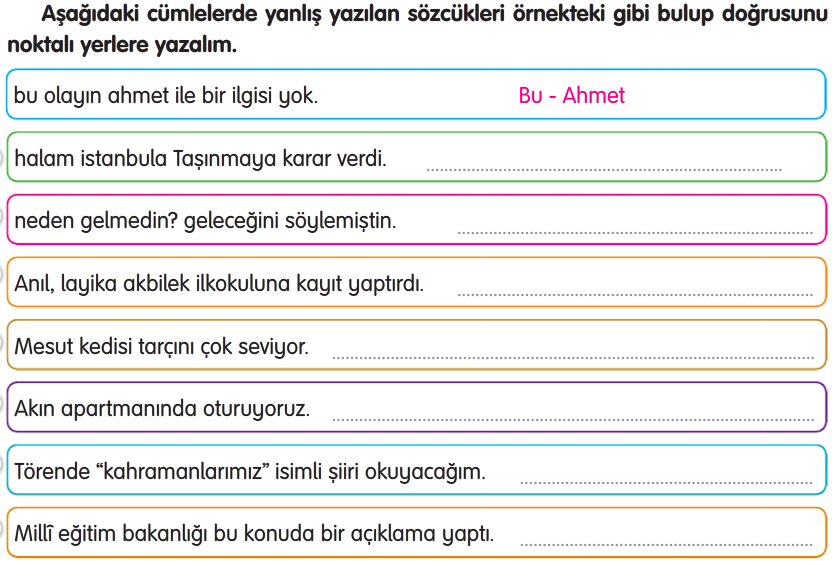 Aşağıdaki cümlelerde yanlış yazılan sözcükleri örnekteki gibi bulup doğrusunu
noktalı yerlere yazalım.
bu olayın ahmet ile bir ilgisi yok. Bu - Ahmet
halam istanbula Taşınmaya karar verdi.
neden gelmedin? geleceğini söylemiştin.
Anıl, layika akbilek ilkokuluna kayıt yaptırdı.
Mesut kedisi tarçını çok seviyor.
Akın apartmanında oturuyoruz.
Törende “kahramanlarımız” isimli şiiri okuyacağım.
Millî eğitim bakanlığı bu konuda bir açıklama yaptı.